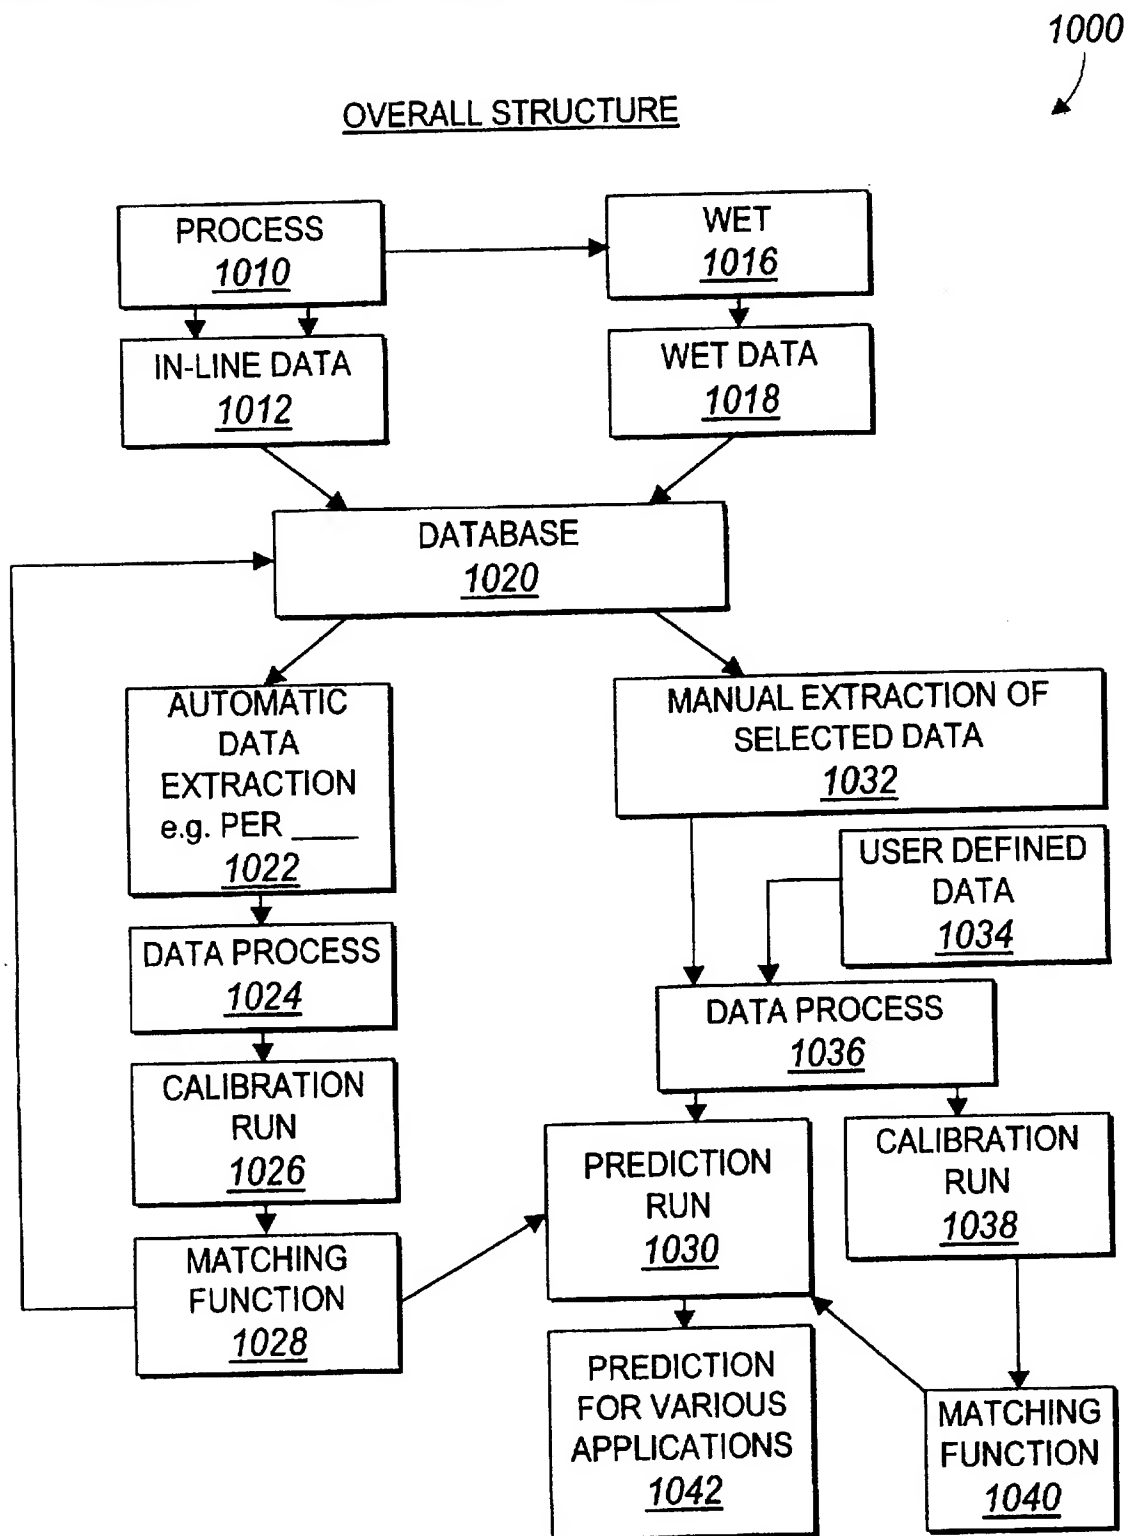 1000
OVERALL STRUCTURE
PROCESS
1010
WET
1016
IN-LINE DATA
1012
WET DATA
1018
DATABASE
1020
AUTOMATIC
DATA
EXTRACTION
e.g. PER ____
1022
MANUAL EXTRACTION OF
SELECTED DATA
1032
USER DEFINED
DATA
1034
DATA PROCESS
1024
DATA PROCESS
1036
CALIBRATION
RUN
1026
PREDICTION
RUN
1030
CALIBRATION
RUN
1038
MATCHING
FUNCTION
1028
PREDICTION
FOR VARIOUS
APPLICATIONS
1042
MATCHING
FUNCTION
1040